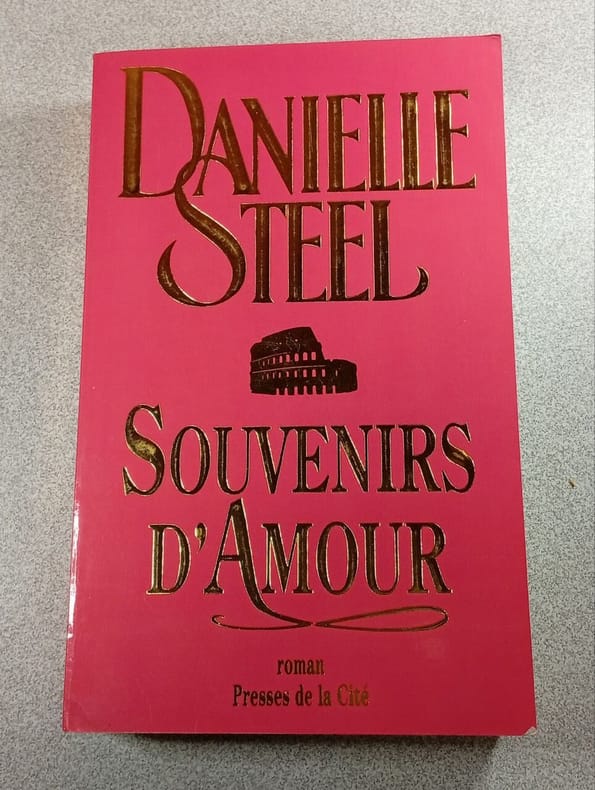 DANIELLE
STEEL
SOUVENIRS
D'AMOUR
roman
Presses de la Cité